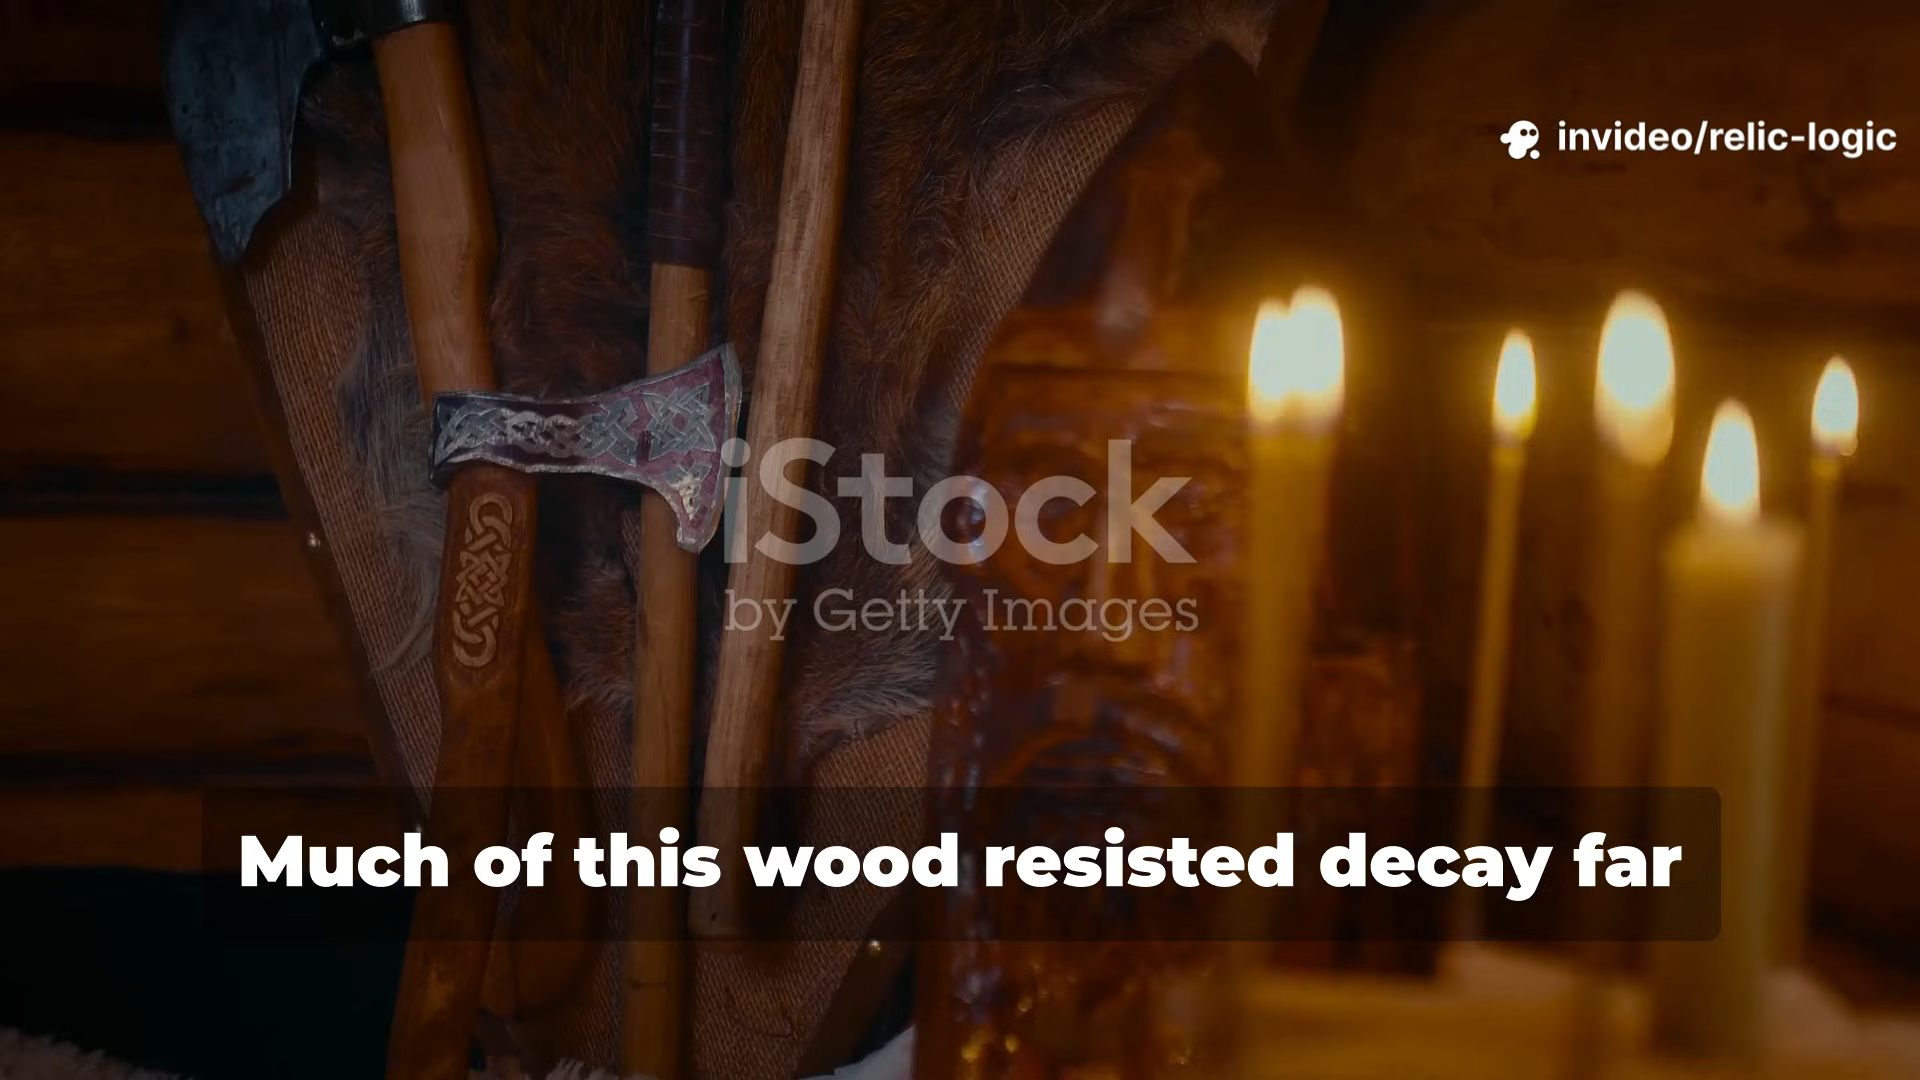 invideo/relic-logic
iStock
by Getty Images
Much of this wood resisted decay far